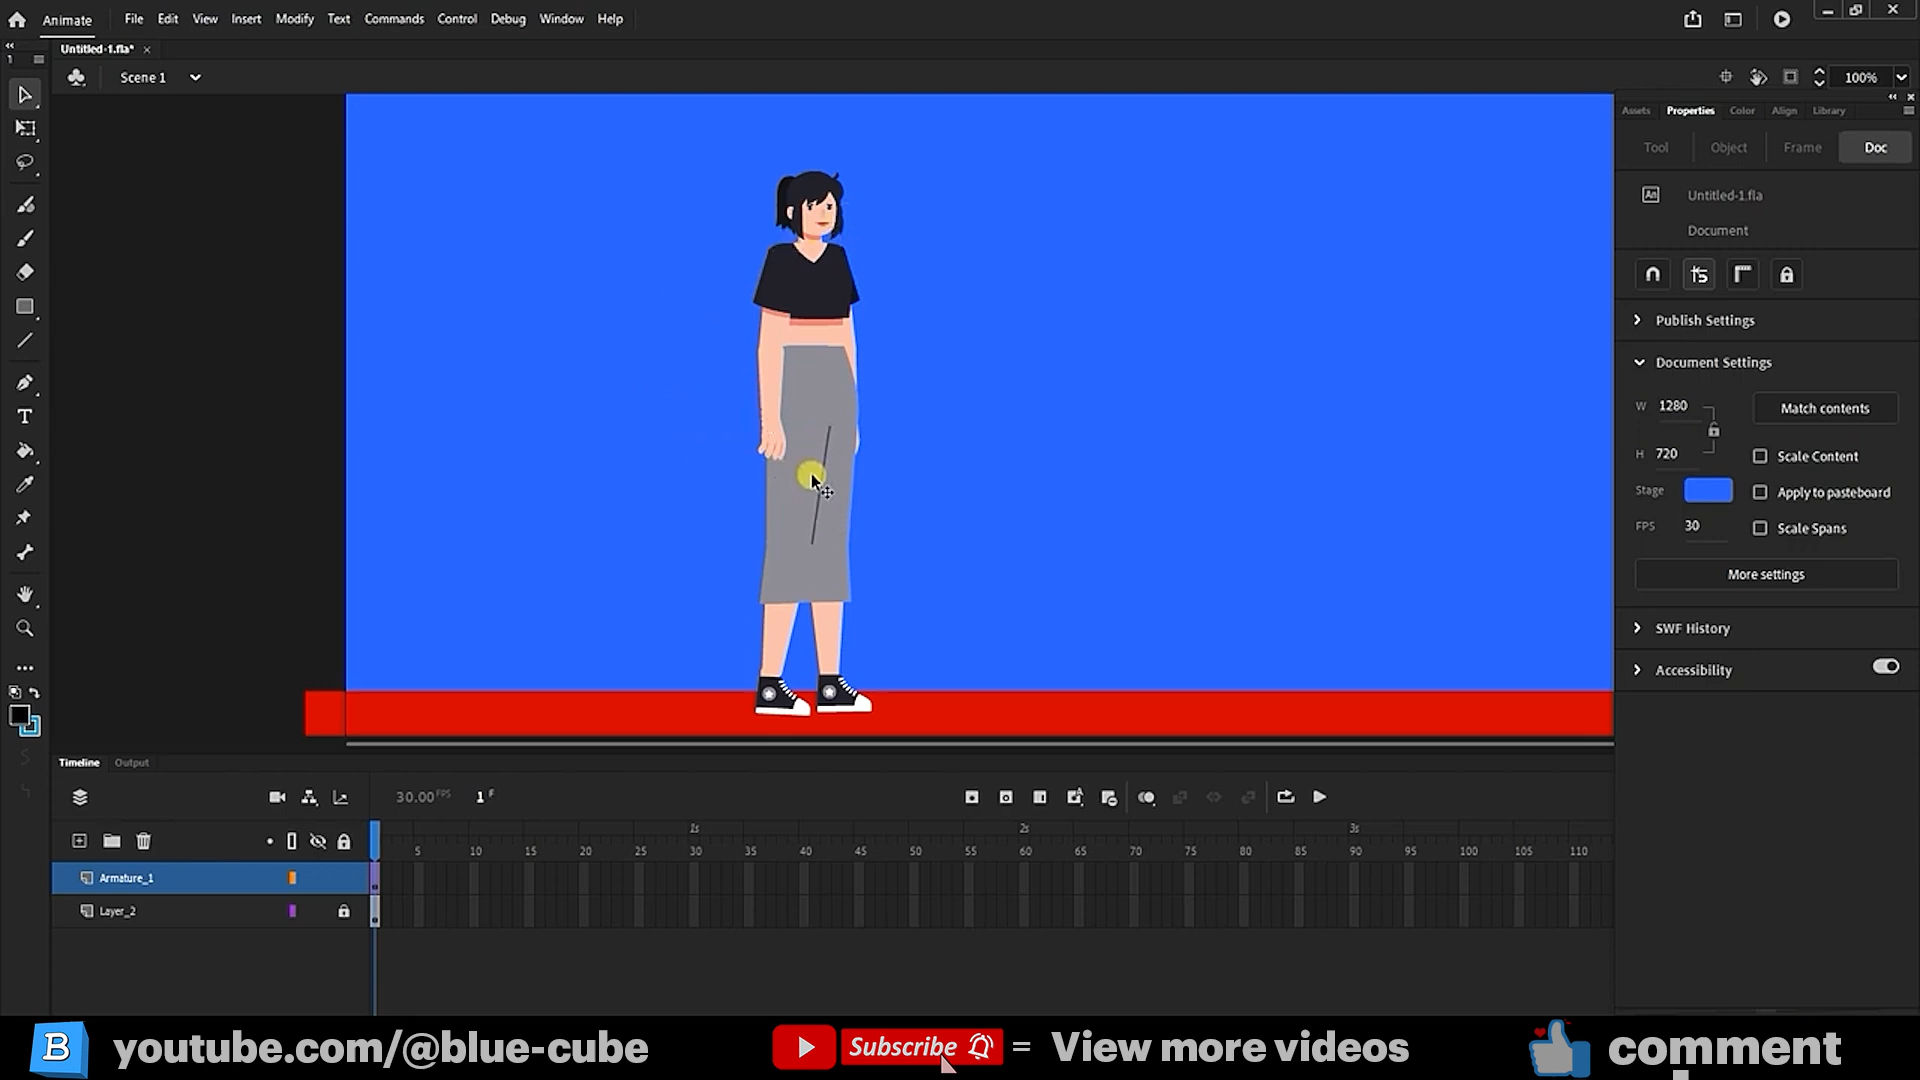 Animate File Edit View Insert Modify Text Commands Control Debug Window Help
Untitled-1.fla*
1 Scene 1 100%
Assets Properties Color Align Library
Tool Object Frame Doc
An Untitled-1.fla
Document
Publish Settings
Document Settings
W 1280 Match contents
H 720 Scale Content
Stage Apply to pasteboard
FPS 30 Scale Spans
More settings
SWF History
Accessibility
T
Timeline Output
30.00 FPS 1 F
1s 2s 3s
5 10 15 20 25 30 35 40 45 50 55 60 65 70 75 80 85 90 95 100 105 110
Armature_1
Layer_2
B youtube.com/@blue-cube Subscribe = View more videos comment